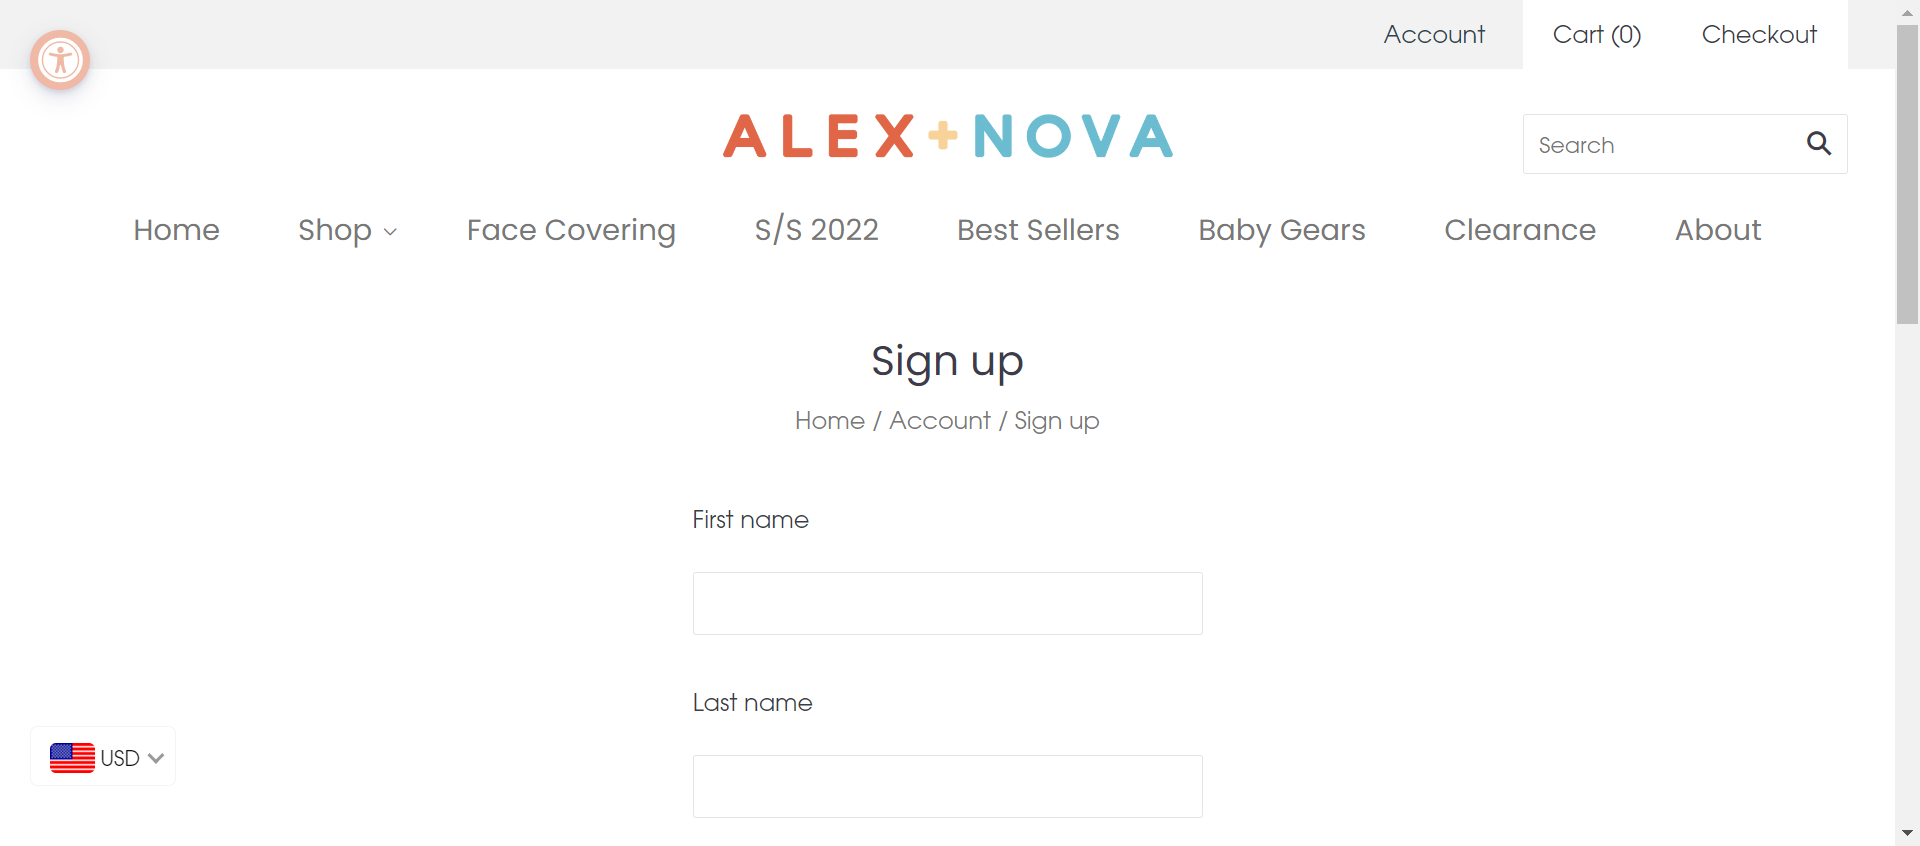 Account Cart (0) Checkout
ALEX+NOVA
Search
Home Shop Face Covering S/S 2022 Best Sellers Baby Gears Clearance About
Sign up
Home / Account / Sign up
First name
Last name
USD